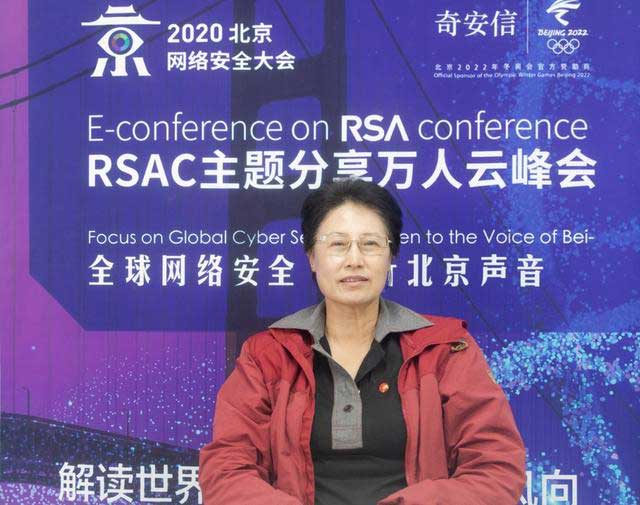 2020 北京
网络安全大会
奇安信
BEIJING 2022
北京2022年冬奥会官方赞助商
Official Sponsor of the Olympic Winter Games Beijing 2022
E-conference on RSA conference
RSAC主题分享万人云峰会
Focus on Global Cyber Se en to the Voice of Bei-
全球网络安全 北京声音
解读世界 风向